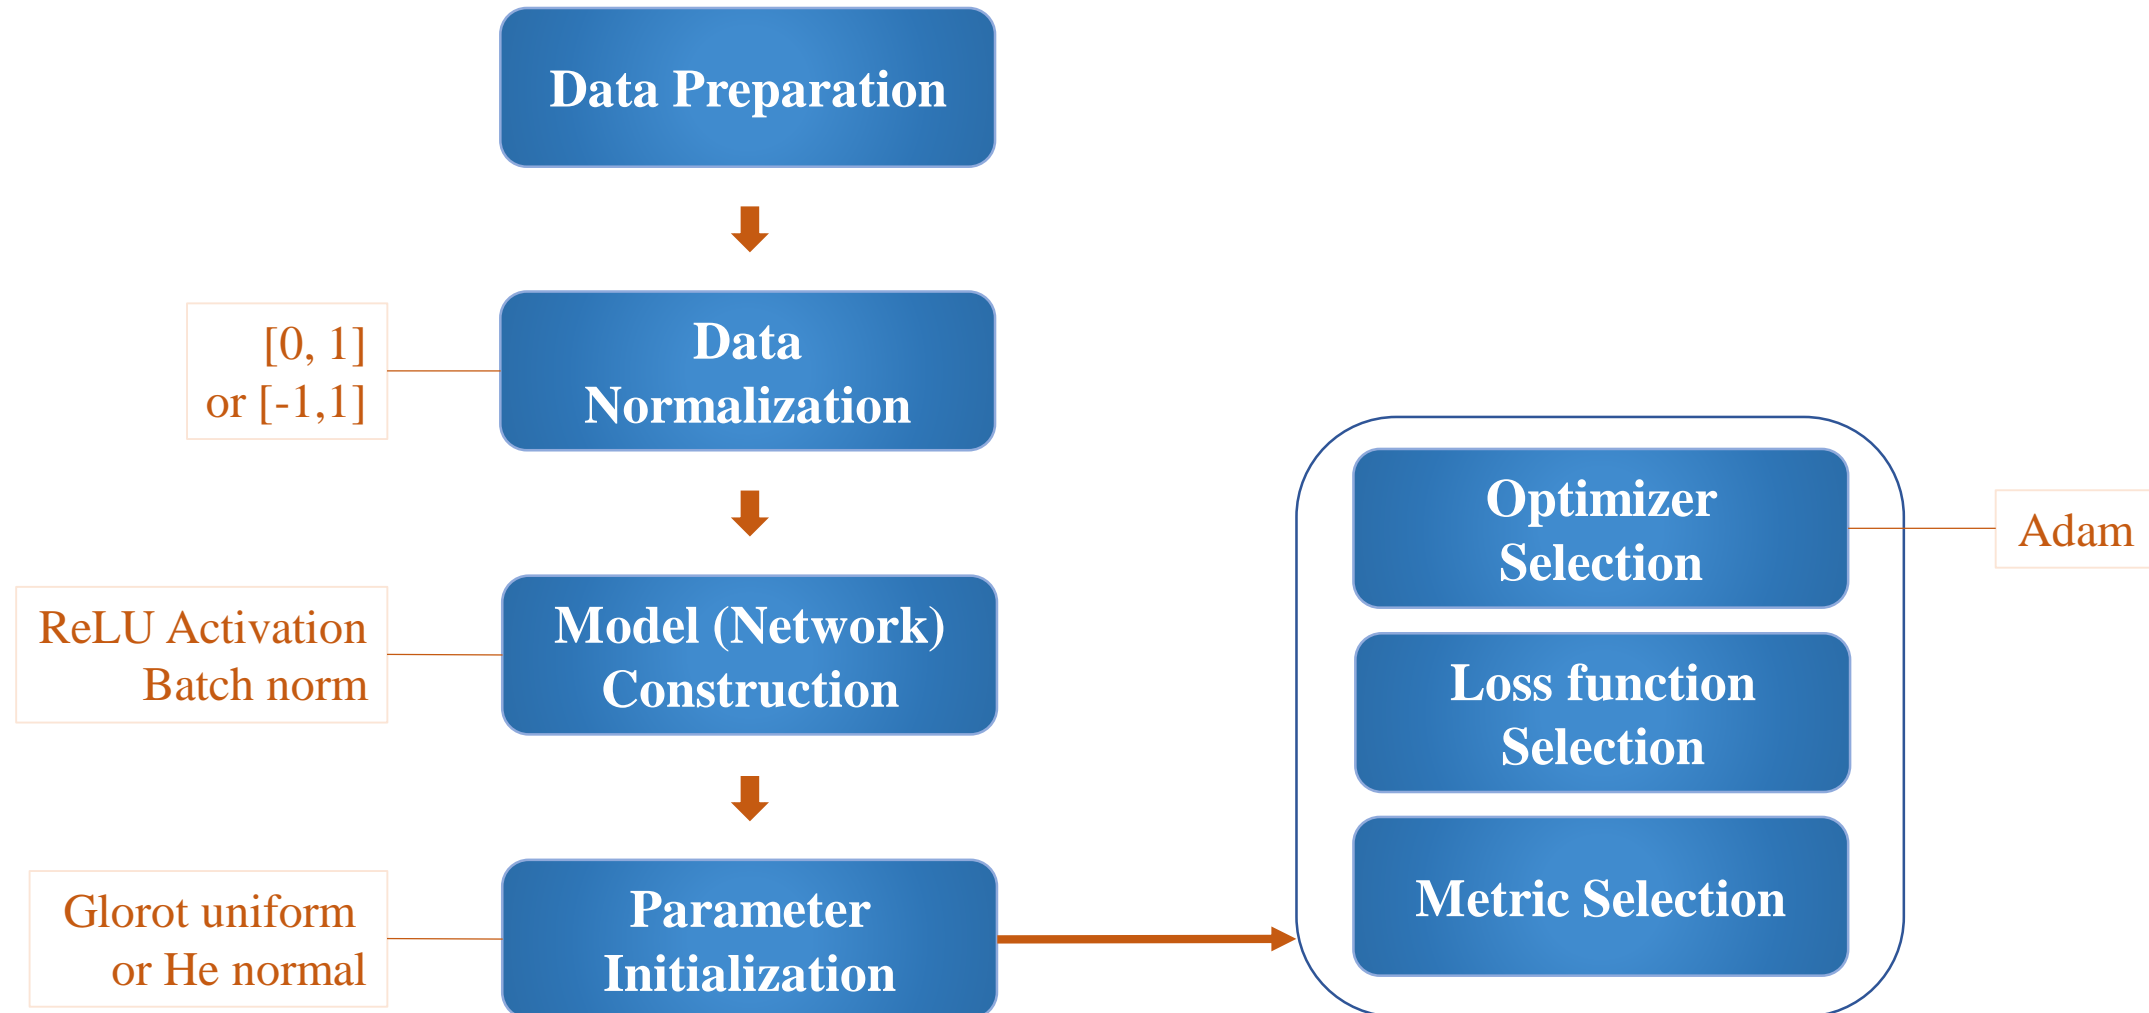 Data Preparation
[0, 1]
or [-1,1]
Data
Normalization
ReLU Activation
Batch norm
Model (Network)
Construction
Glorot uniform
or He normal
Parameter
Initialization
Optimizer
Selection
Adam
Loss function
Selection
Metric Selection